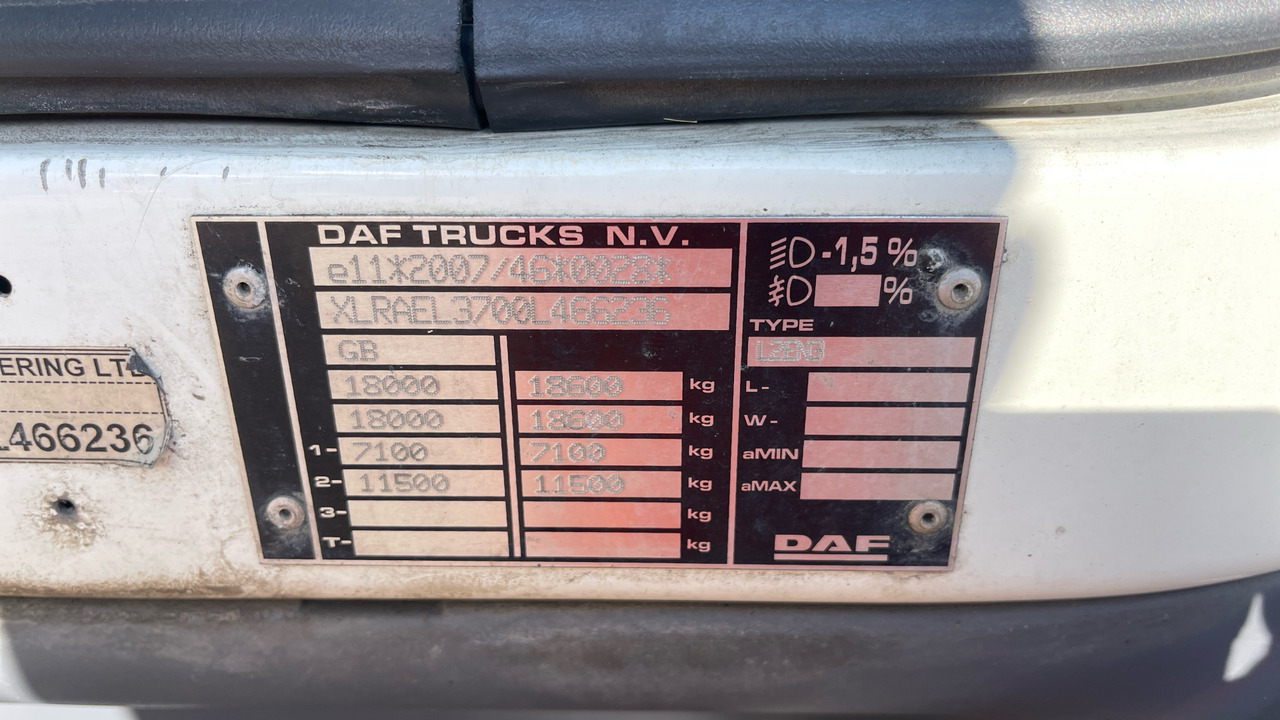 DAF TRUCKS N.V.
e11*2007/46*0028*
XLRAEL3700L466236
GB
18000 18600 kg
18000 18600 kg
1- 7100 7100 kg
2- 11500 11500 kg
3- kg
T- kg
-1,5 %
%
TYPE
L-
W-
aMIN
aMAX
DAF
ERING LTD
L466236